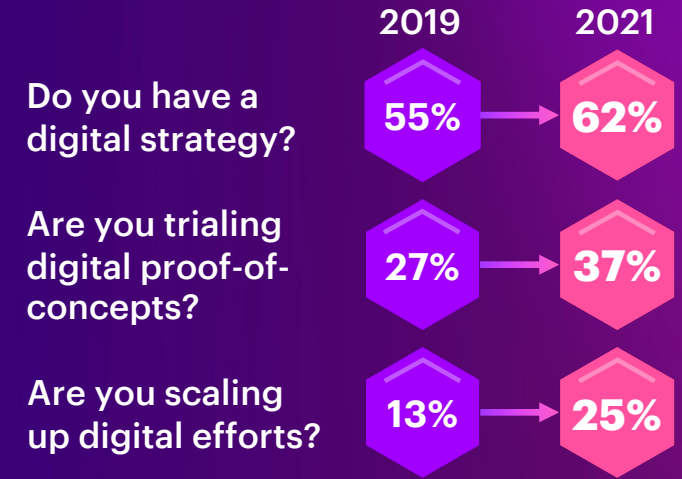 2019 2021
Do you have a
digital strategy?
55% 62%
Are you trialing
digital proof-of-
concepts?
27% 37%
Are you scaling
up digital efforts?
13% 25%